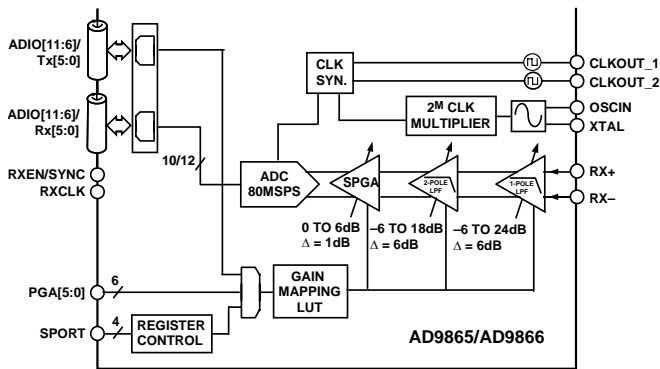 ADIO[11:6]/
Tx[5:0]
ADIO[11:6]/
Rx[5:0]
RXEN/SYNC
RXCLK
PGA[5:0]
6
SPORT
4
REGISTER
CONTROL
10/12
ADC
80MSPS
CLK
SYN.
2M CLK
MULTIPLIER
CLKOUT_1
CLKOUT_2
OSCIN
XTAL
RX+
RX–
SPGA
2-POLE
LPF
1-POLE
LPF
0 TO 6dB
Δ = 1dB
–6 TO 18dB
Δ = 6dB
–6 TO 24dB
Δ = 6dB
GAIN
MAPPING
LUT
AD9865/AD9866